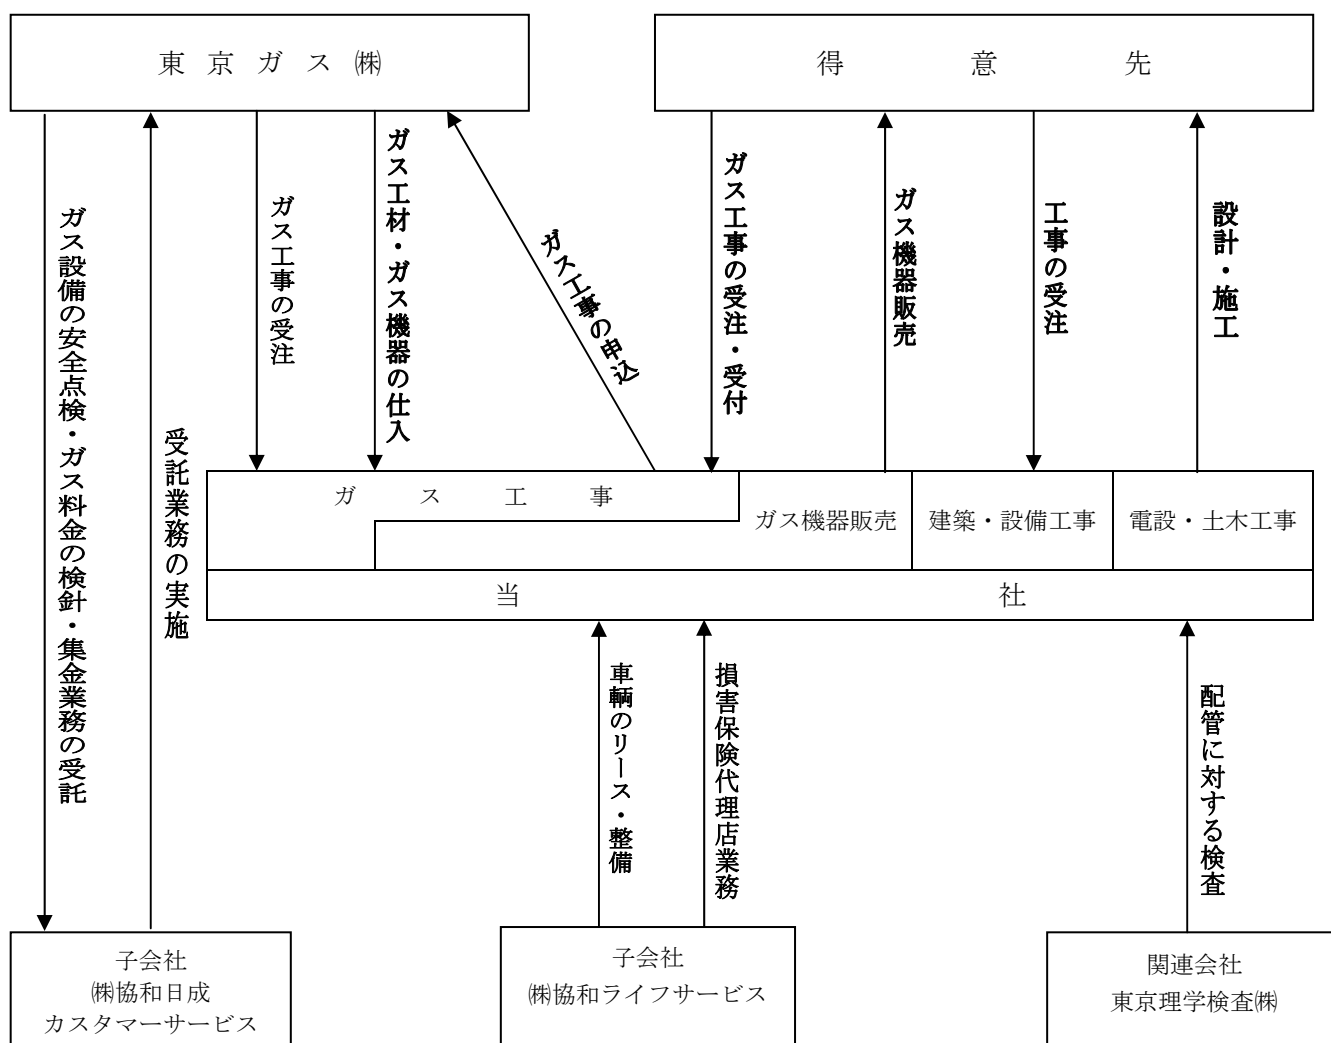 東京ガス㈱
得意先
ガス設備の安全点検・ガス料金の検針・集金業務の受託
受託業務の実施
ガス工事の受注
ガス工材・ガス機器の仕入
ガス工事の申込
ガス工事の受注・受付
ガス機器販売
工事の受注
設計・施工
ガス工事
ガス機器販売
建築・設備工事
電設・土木工事
当社
車輌のリース・整備
損害保険代理店業務
配管に対する検査
子会社
㈱協和日成
カスタマーサービス
子会社
㈱協和ライフサービス
関連会社
東京理学検査㈱